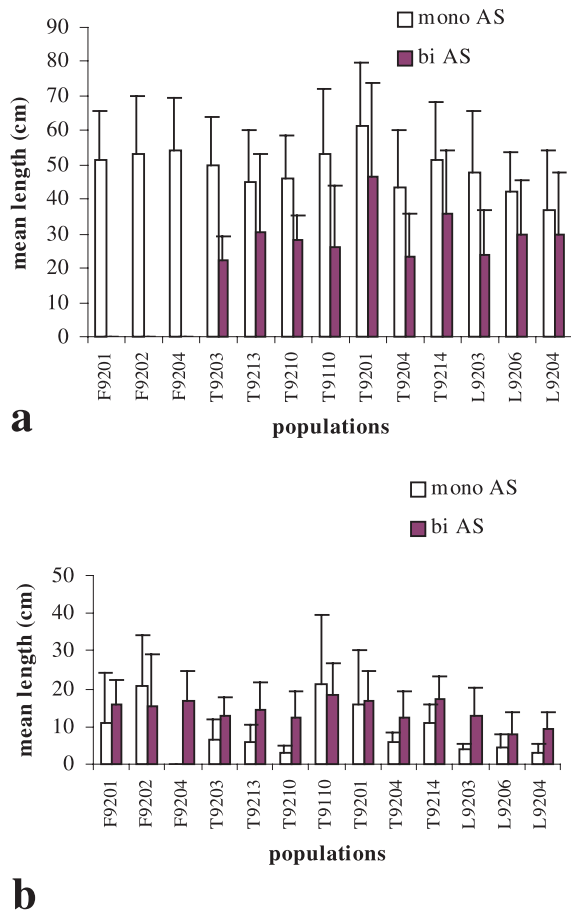 mono AS
bi AS
mean length (cm)
90
80
70
60
50
40
30
20
10
0
F9201
F9202
F9204
T9203
T9213
T9210
T9110
T9201
T9204
T9214
L9203
L9206
L9204
populations
a
mono AS
bi AS
mean length (cm)
50
40
30
20
10
0
F9201
F9202
F9204
T9203
T9213
T9210
T9110
T9201
T9204
T9214
L9203
L9206
L9204
populations
b